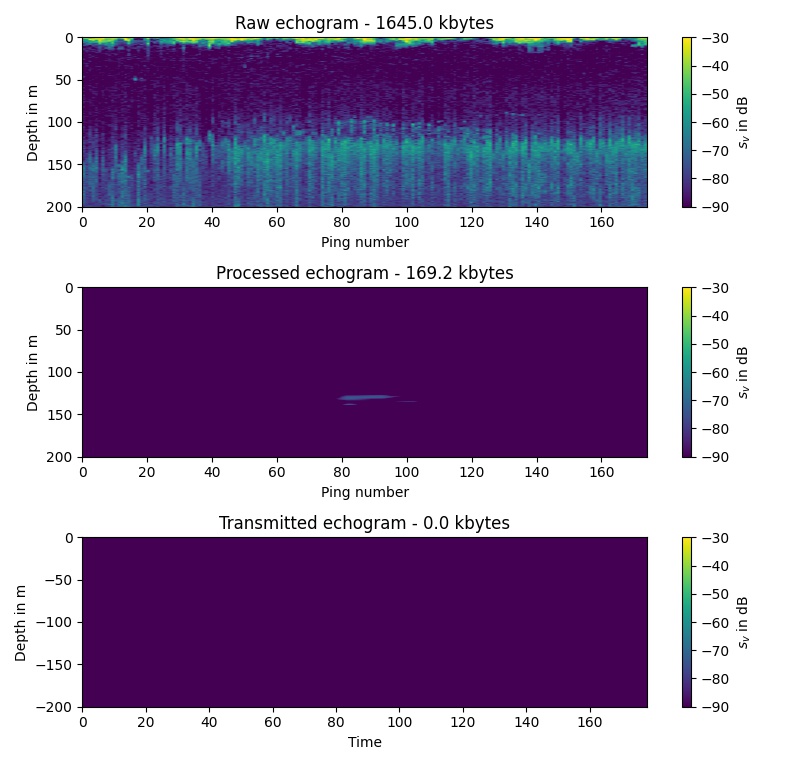 Raw echogram - 1645.0 kbytes
0
50
100
150
200
Depth in m
0 20 40 60 80 100 120 140 160
Ping number
−30
−40
−50
−60
−70
−80
−90
s_v in dB
Processed echogram - 169.2 kbytes
0
50
100
150
200
Depth in m
0 20 40 60 80 100 120 140 160
Ping number
−30
−40
−50
−60
−70
−80
−90
s_v in dB
Transmitted echogram - 0.0 kbytes
0
−50
−100
−150
−200
Depth in m
0 20 40 60 80 100 120 140 160
Time
−30
−40
−50
−60
−70
−80
−90
s_v in dB